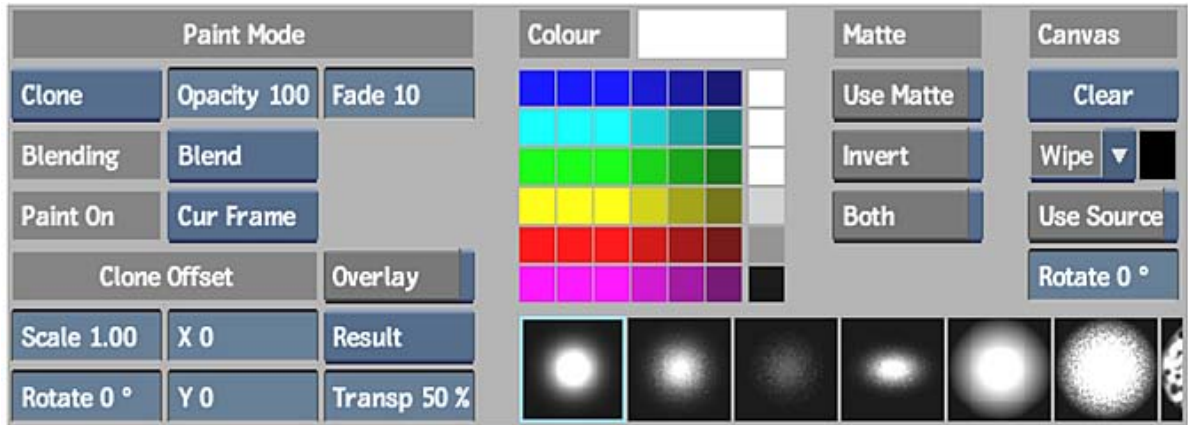 Paint Mode
Colour
Matte
Canvas
Clone
Opacity 100
Fade 10
Use Matte
Clear
Blending
Blend
Invert
Wipe
Paint On
Cur Frame
Both
Use Source
Clone Offset
Overlay
Rotate 0 °
Scale 1.00
X 0
Result
Rotate 0 °
Y 0
Transp 50 %